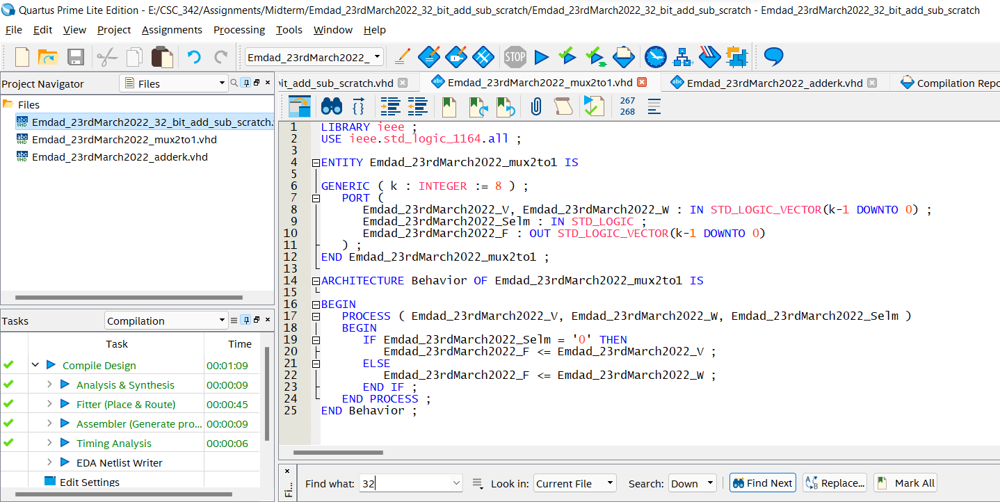 Quartus Prime Lite Edition - E:/CSC_342/Assignments/Midterm/Emdad_23rdMarch2022_32_bit_add_sub_scratch/Emdad_23rdMarch2022_32_bit_add_sub_scratch - Emdad_23rdMarch2022_32_bit_add_sub_scratch
File Edit View Project Assignments Processing Tools Window Help
Emdad_23rdMarch2022_ STOP
Project Navigator Files
Files
Emdad_23rdMarch2022_32_bit_add_sub_scratch.
Emdad_23rdMarch2022_mux2to1.vhd
Emdad_23rdMarch2022_adderk.vhd
Tasks Compilation
Task Time
Compile Design 00:01:09
Analysis & Synthesis 00:00:09
Fitter (Place & Route) 00:00:45
Assembler (Generate pro... 00:00:09
Timing Analysis 00:00:06
EDA Netlist Writer
Edit Settings
bit_add_sub_scratch.vhd Emdad_23rdMarch2022_mux2to1.vhd Emdad_23rdMarch2022_adderk.vhd Compilation Repo
267
268
1 LIBRARY ieee ;
2 USE ieee.std_logic_1164.all ;
3
4 ENTITY Emdad_23rdMarch2022_mux2to1 IS
5
6 GENERIC ( k : INTEGER := 8 ) ;
7 PORT (
8 Emdad_23rdMarch2022_V, Emdad_23rdMarch2022_W : IN STD_LOGIC_VECTOR(k-1 DOWNTO 0) ;
9 Emdad_23rdMarch2022_Selm : IN STD_LOGIC ;
10 Emdad_23rdMarch2022_F : OUT STD_LOGIC_VECTOR(k-1 DOWNTO 0)
11 ) ;
12 END Emdad_23rdMarch2022_mux2to1 ;
13
14 ARCHITECTURE Behavior OF Emdad_23rdMarch2022_mux2to1 IS
15
16 BEGIN
17 PROCESS ( Emdad_23rdMarch2022_V, Emdad_23rdMarch2022_W, Emdad_23rdMarch2022_Selm )
18 BEGIN
19 IF Emdad_23rdMarch2022_Selm = '0' THEN
20 Emdad_23rdMarch2022_F <= Emdad_23rdMarch2022_V ;
21 ELSE
22 Emdad_23rdMarch2022_F <= Emdad_23rdMarch2022_W ;
23 END IF ;
24 END PROCESS ;
25 END Behavior ;
Fi...
Find what: 32 Look in: Current File Search: Down Find Next Replace... Mark All